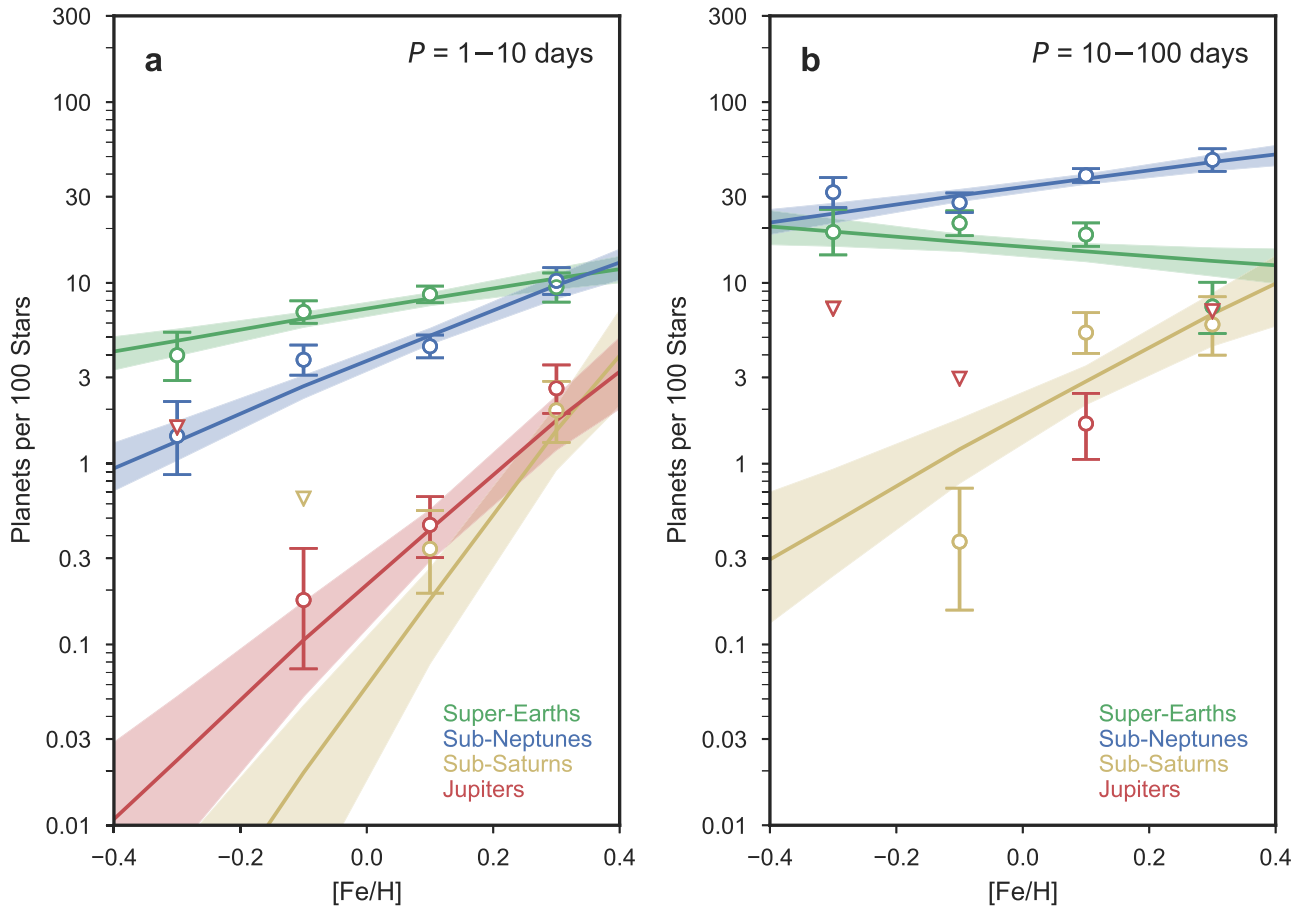 a
P = 1−10 days
300
100
30
10
3
1
0.3
0.1
0.03
0.01
Planets per 100 Stars
Super-Earths
Sub-Neptunes
Sub-Saturns
Jupiters
−0.4
−0.2
0.0
0.2
0.4
[Fe/H]
b
P = 10−100 days
300
100
30
10
3
1
0.3
0.1
0.03
0.01
Planets per 100 Stars
Super-Earths
Sub-Neptunes
Sub-Saturns
Jupiters
−0.4
−0.2
0.0
0.2
0.4
[Fe/H]